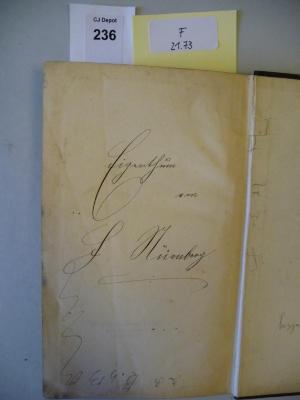 CJ Depot
236
F
21.73
Eigenthum
von
S Nürnberg